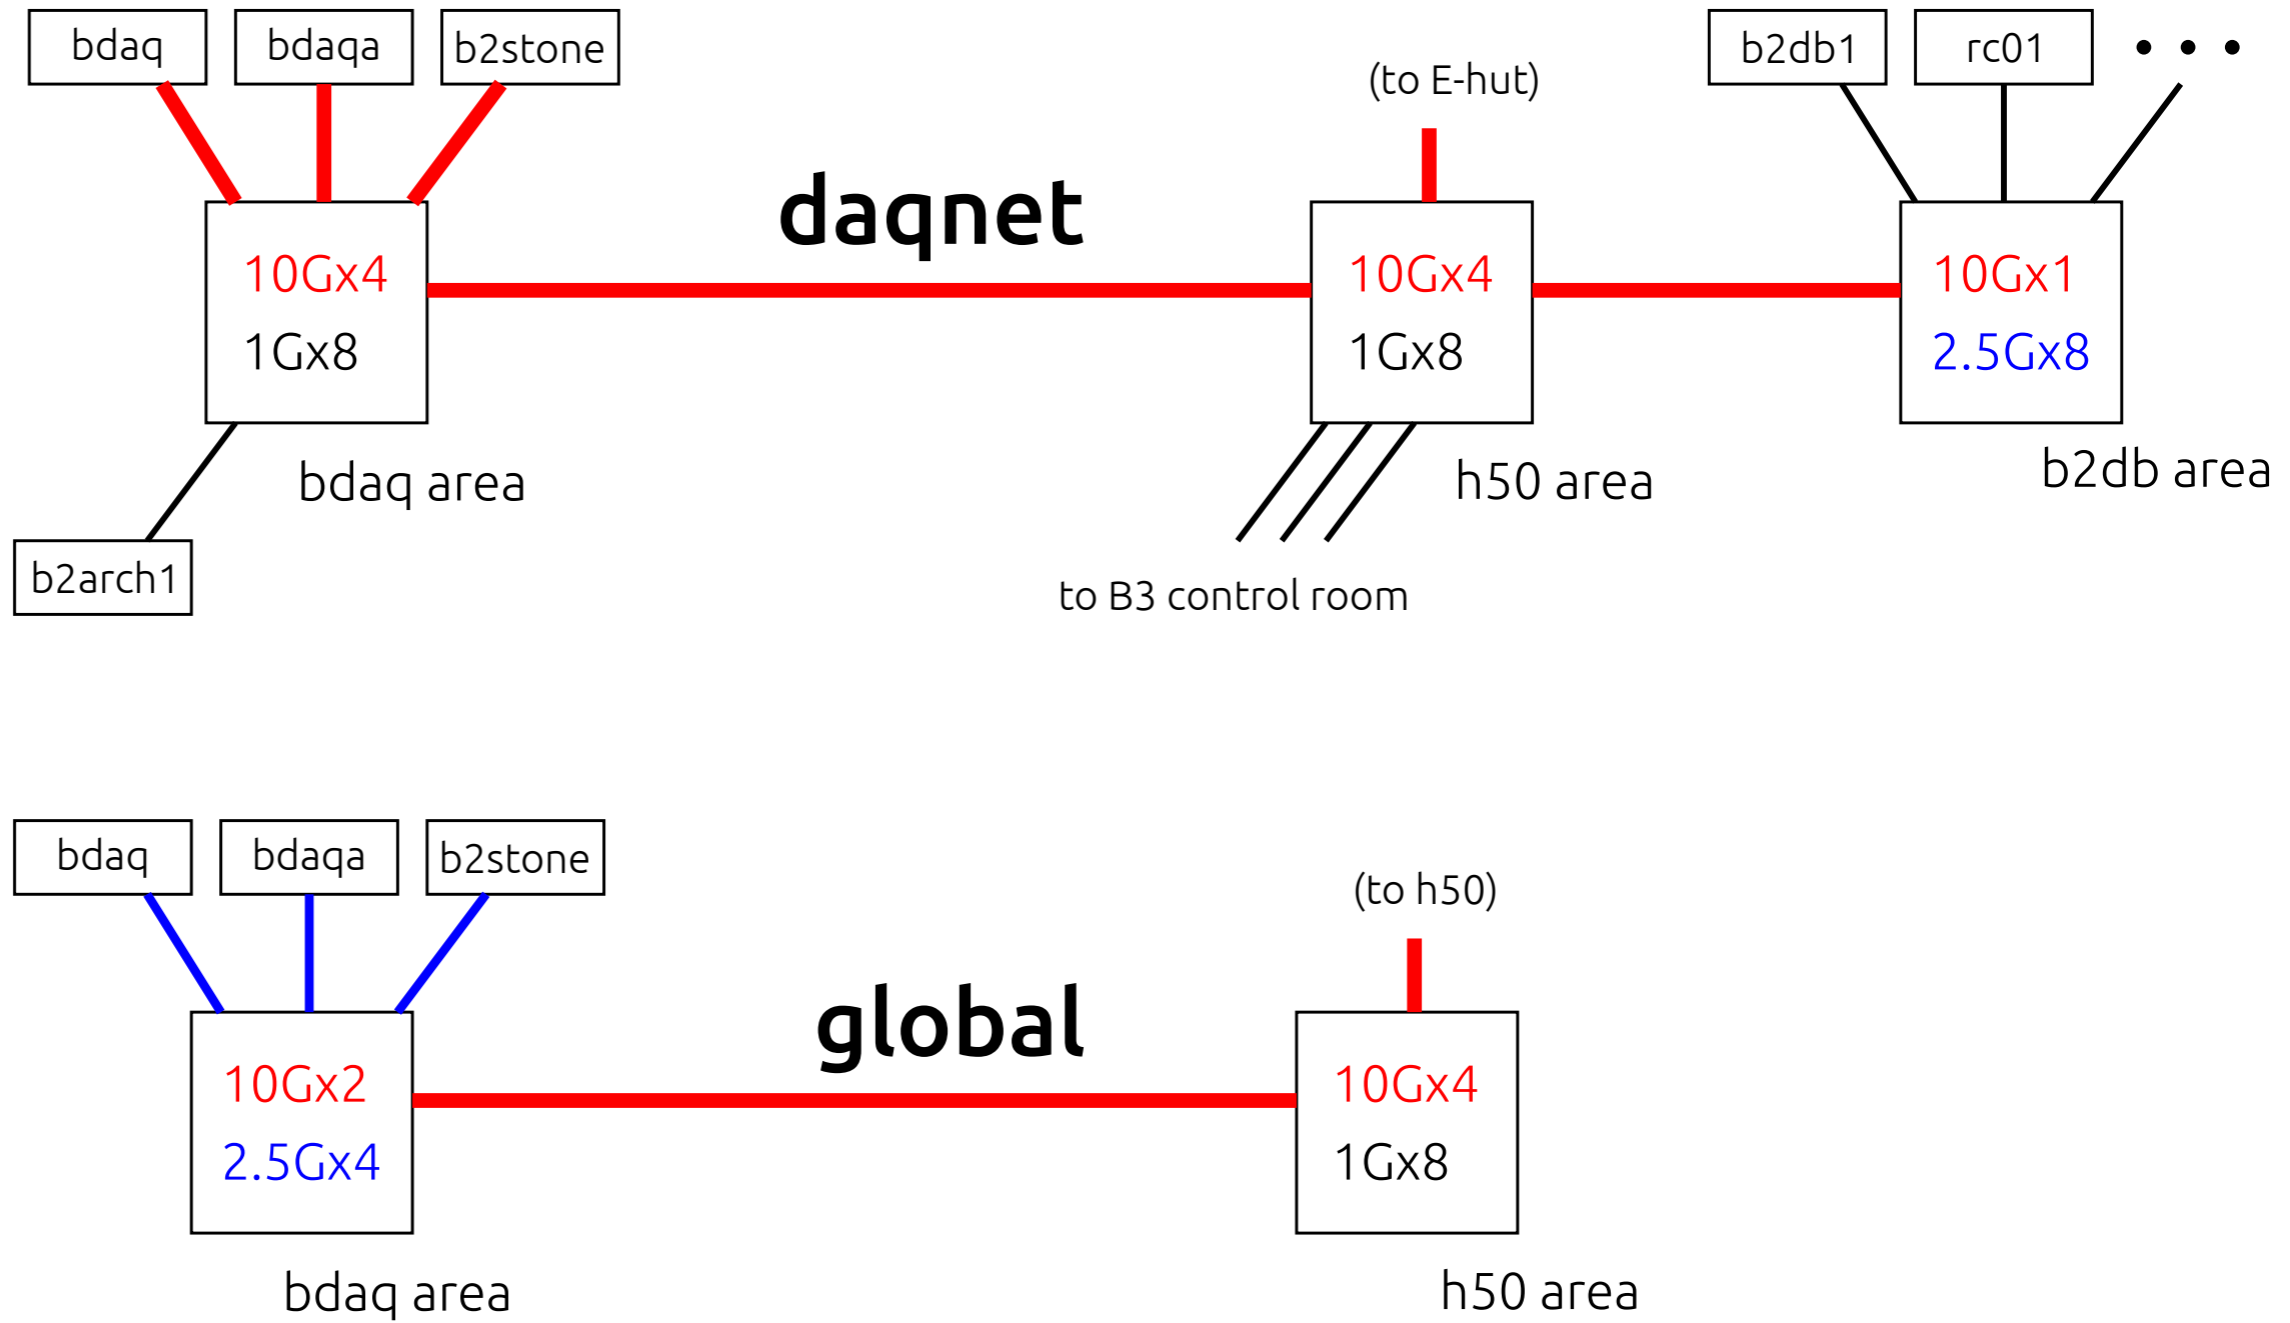 bdaq
bdaqa
b2stone
(to E-hut)
b2db1
rc01
...
daqnet
10Gx4
1Gx8
10Gx4
1Gx8
10Gx1
2.5Gx8
bdaq area
h50 area
b2db area
b2arch1
to B3 control room
bdaq
bdaqa
b2stone
(to h50)
global
10Gx2
2.5Gx4
10Gx4
1Gx8
bdaq area
h50 area